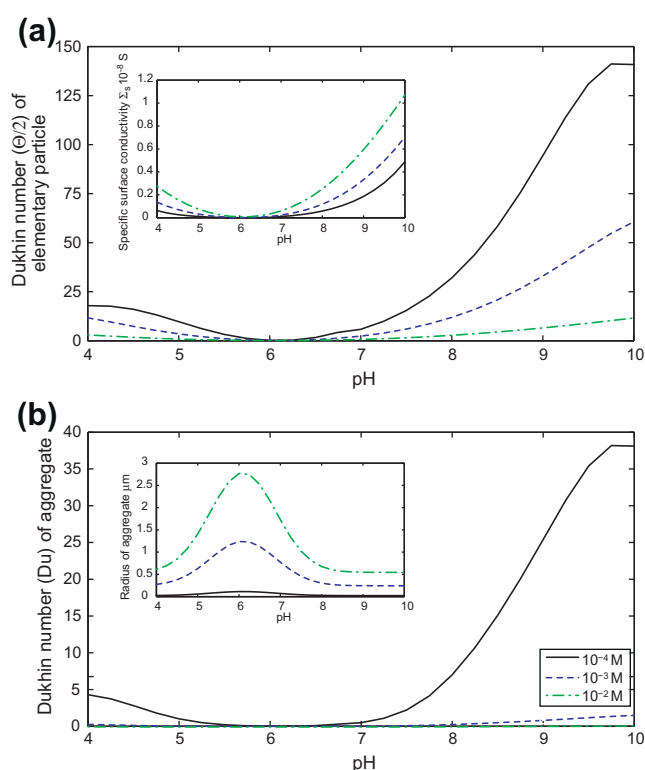 (a)
150
125
100
75
50
25
0
Dukhin number (Θ/2) of
elementary particle
4 5 6 7 8 9 10
pH
Specific surface conductivity Σs 10⁻⁸ S
1.2
1
0.8
0.6
0.4
0.2
0
4 5 6 7 8 9 10
pH
(b)
40
35
30
25
20
15
10
5
0
Dukhin number (Du) of aggregate
4 5 6 7 8 9 10
pH
Radius of aggregate µm
3
2.5
2
1.5
1
0.5
0
4 5 6 7 8 9 10
pH
10⁻⁴ M
10⁻³ M
10⁻² M